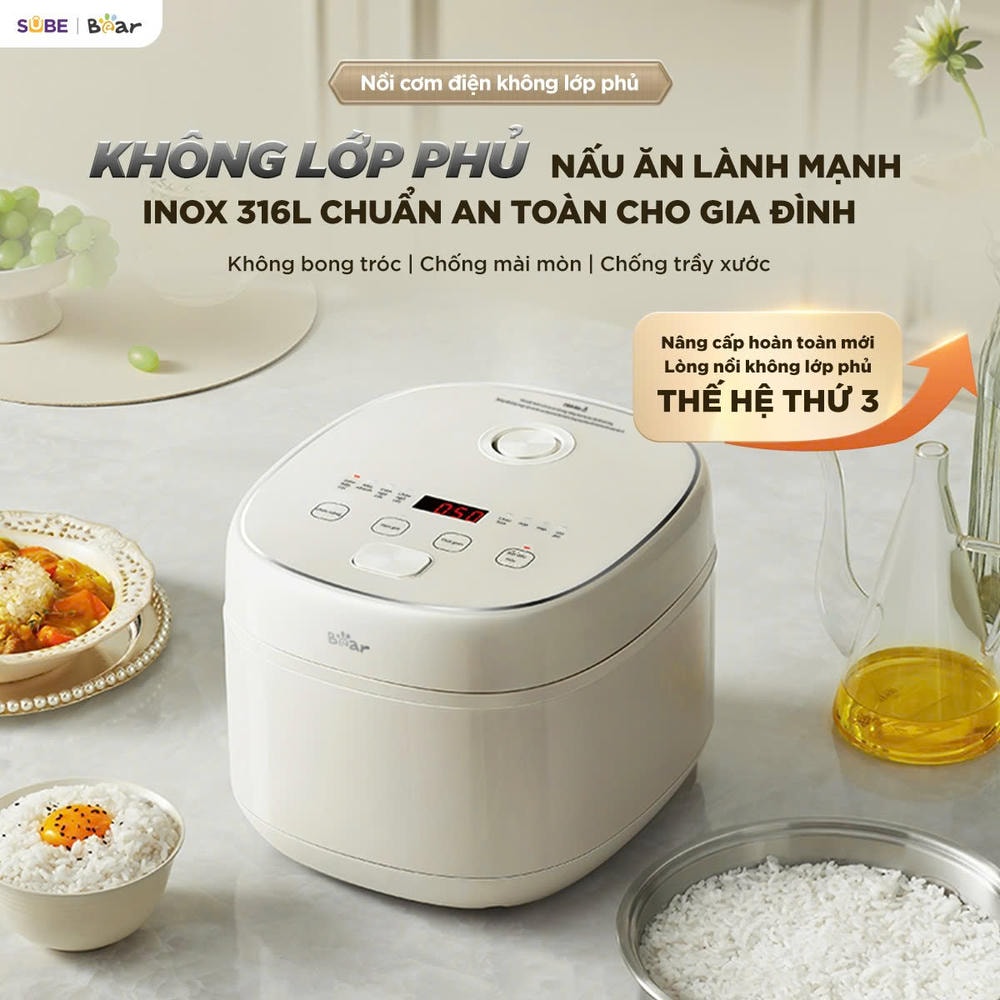 SUBE | Bear
Nồi cơm điện không lớp phủ
KHÔNG LỚP PHỦ NẤU ĂN LÀNH MẠNH
INOX 316L CHUẨN AN TOÀN CHO GIA ĐÌNH
Không bong tróc | Chống mài mòn | Chống trầy xước
Nâng cấp hoàn toàn mới
Lòng nồi không lớp phủ
THẾ HỆ THỨ 3
050
Bear